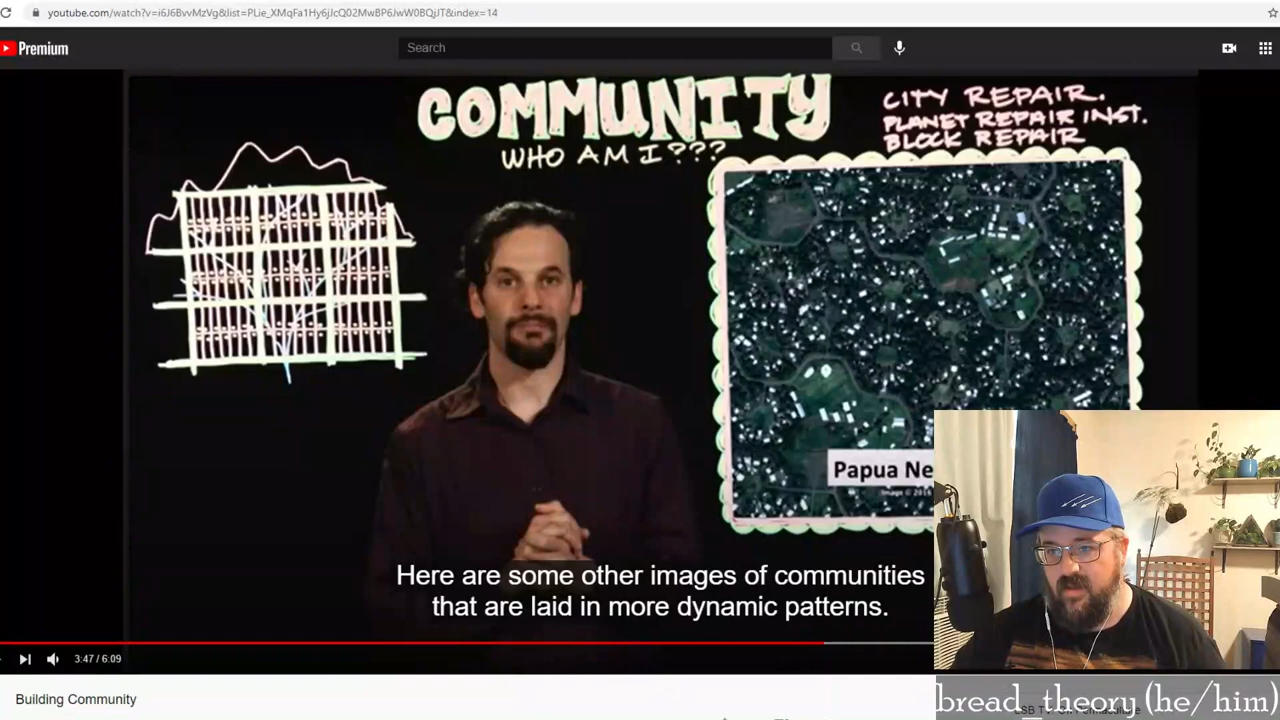 youtube.com/watch?v=i6J6BvvMzVg&list=PLie_XMqFa1Hy6jJcQ02MwBP6JwW0BQjJT&index=14
Premium
Search
COMMUNITY
WHO AM I???
CITY REPAIR.
PLANET REPAIR INST.
BLOCK REPAIR
Papua Ne
Image © 2016
Here are some other images of communities
that are laid in more dynamic patterns.
3:47 / 6:09
Building Community
bread_theory (he/him)